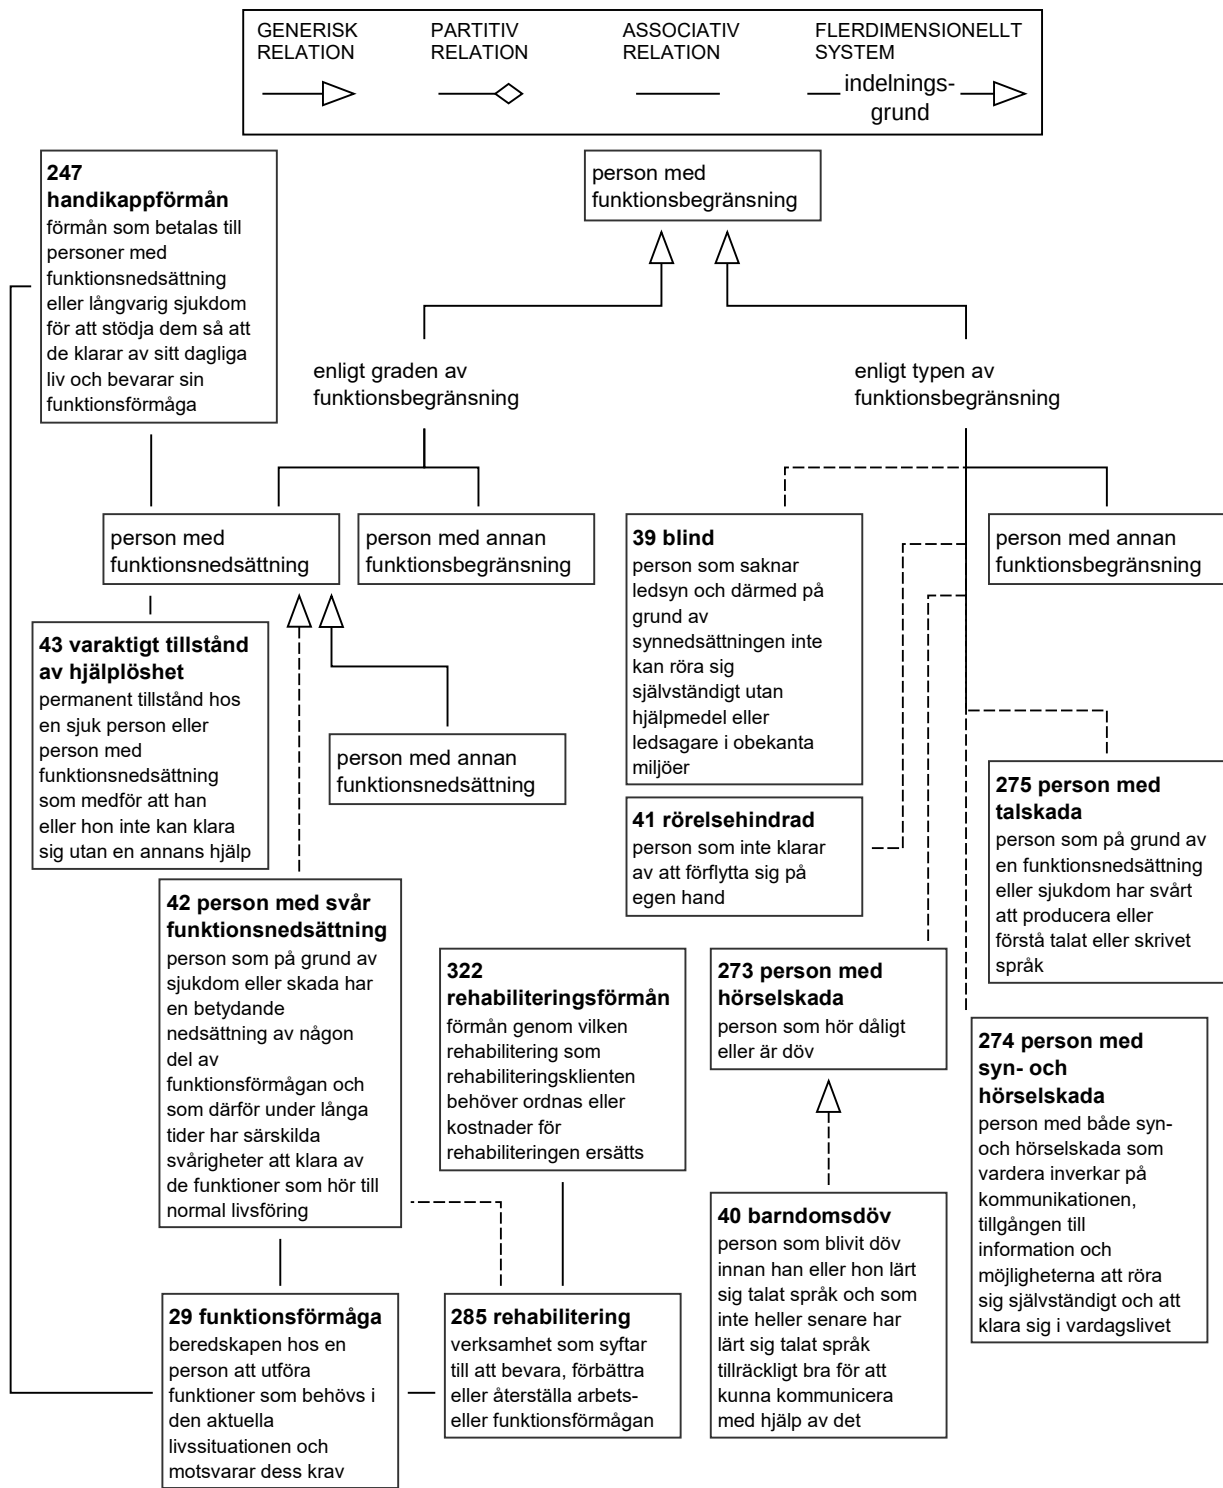 GENERISK
RELATION
PARTITIV
RELATION
ASSOCIATIV
RELATION
FLERDIMENSIONELLT
SYSTEM
indelnings-
grund
247
handikappförmån
förmån som betalas till
personer med
funktionsnedsättning
eller långvarig sjukdom
för att stödja dem så att
de klarar av sitt dagliga
liv och bevarar sin
funktionsförmåga
person med
funktionsbegränsning
enligt graden av
funktionsbegränsning
enligt typen av
funktionsbegränsning
person med
funktionsnedsättning
person med annan
funktionsbegränsning
39 blind
person som saknar
ledsyn och därmed på
grund av
synnedsättningen inte
kan röra sig
självständigt utan
hjälpmedel eller
ledsagare i obekanta
miljöer
person med annan
funktionsbegränsning
43 varaktigt tillstånd
av hjälplöshet
permanent tillstånd hos
en sjuk person eller
person med
funktionsnedsättning
som medför att han
eller hon inte kan klara
sig utan en annans hjälp
person med annan
funktionsnedsättning
41 rörelsehindrad
person som inte klarar
av att förflytta sig på
egen hand
275 person med
talskada
person som på grund av
en funktionsnedsättning
eller sjukdom har svårt
att producera eller
förstå talat eller skrivet
språk
42 person med svår
funktionsnedsättning
person som på grund av
sjukdom eller skada har
en betydande
nedsättning av någon
del av
funktionsförmågan och
som därför under långa
tider har särskilda
svårigheter att klara av
de funktioner som hör till
normal livsföring
322
rehabiliteringsförmån
förmån genom vilken
rehabilitering som
rehabiliteringsklienten
behöver ordnas eller
kostnader för
rehabiliteringen ersätts
273 person med
hörselskada
person som hör dåligt
eller är döv
274 person med
syn- och
hörselskada
person med både syn-
och hörselskada som
vardera inverkar på
kommunikationen,
tillgången till
information och
möjligheterna att röra
sig självständigt och att
klara sig i vardagslivet
40 barndomsdöv
person som blivit döv
innan han eller hon lärt
sig talat språk och som
inte heller senare har
lärt sig talat språk
tillräckligt bra för att
kunna kommunicera
med hjälp av det
29 funktionsförmåga
beredskapen hos en
person att utföra
funktioner som behövs i
den aktuella
livssituationen och
motsvarar dess krav
285 rehabilitering
verksamhet som syftar
till att bevara, förbättra
eller återställa arbets-
eller funktionsförmågan